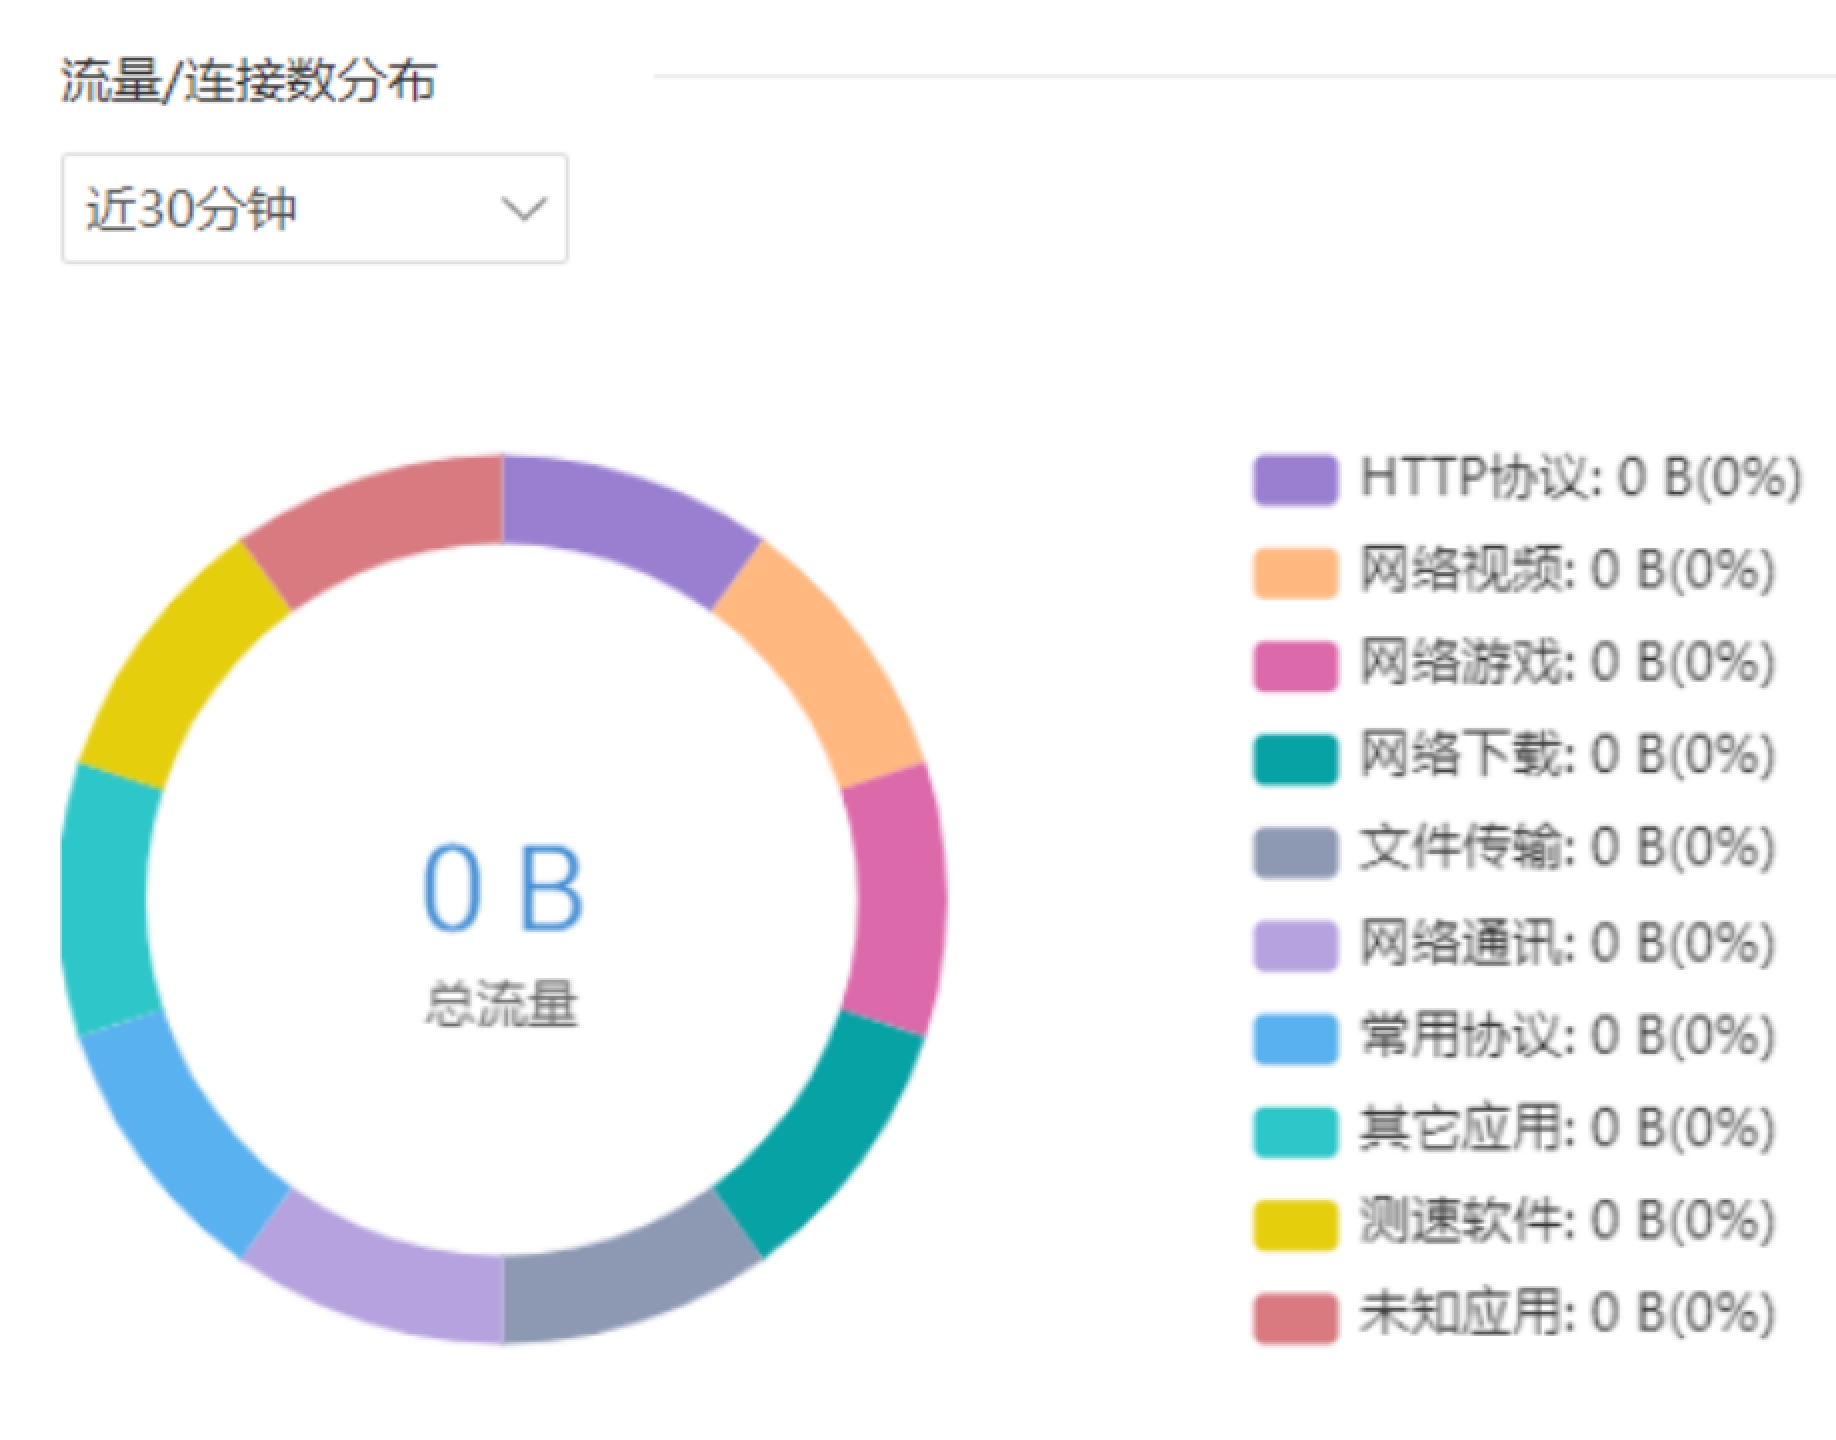 流量/连接数分布
近30分钟
0 B
总流量
HTTP协议: 0 B(0%)
网络视频: 0 B(0%)
网络游戏: 0 B(0%)
网络下载: 0 B(0%)
文件传输: 0 B(0%)
网络通讯: 0 B(0%)
常用协议: 0 B(0%)
其它应用: 0 B(0%)
测速软件: 0 B(0%)
未知应用: 0 B(0%)